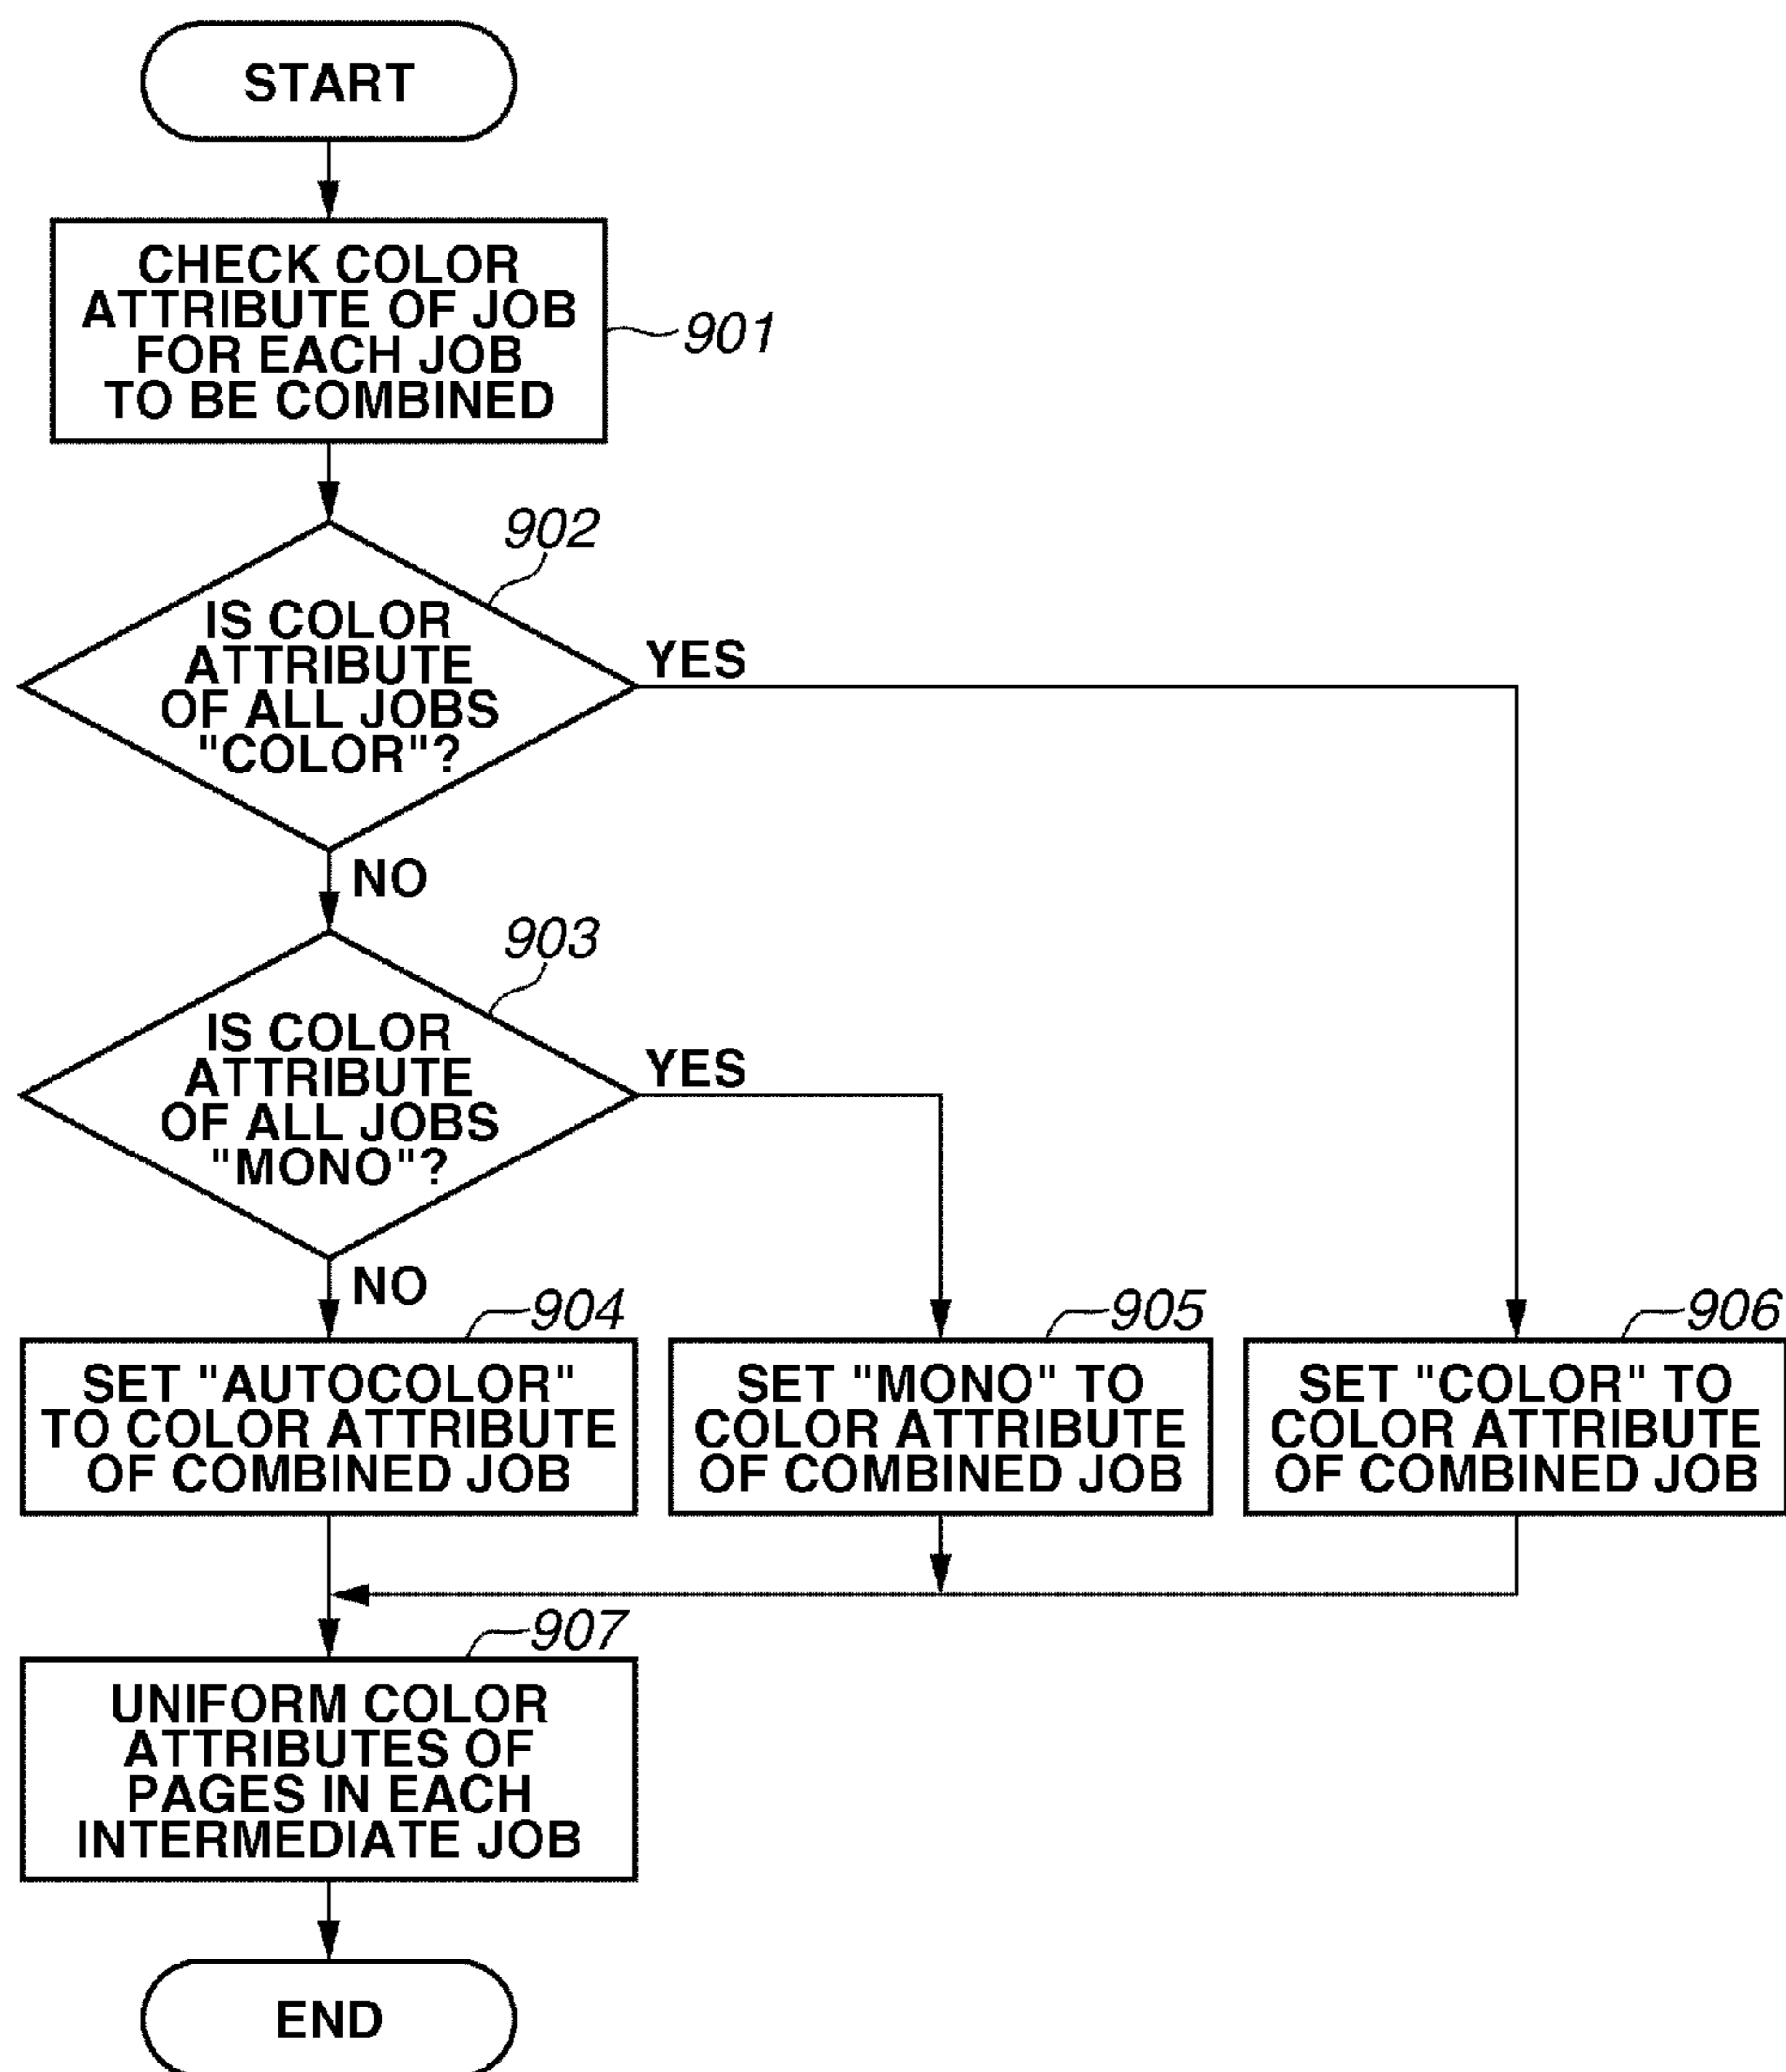 START
CHECK COLOR
ATTRIBUTE OF JOB
FOR EACH JOB
TO BE COMBINED
901
902
IS COLOR
ATTRIBUTE
OF ALL JOBS
"COLOR"?
YES
NO
903
IS COLOR
ATTRIBUTE
OF ALL JOBS
"MONO"?
YES
NO
904
SET "AUTOCOLOR"
TO COLOR ATTRIBUTE
OF COMBINED JOB
905
SET "MONO" TO
COLOR ATTRIBUTE
OF COMBINED JOB
906
SET "COLOR" TO
COLOR ATTRIBUTE
OF COMBINED JOB
907
UNIFORM COLOR
ATTRIBUTES OF
PAGES IN EACH
INTERMEDIATE JOB
END